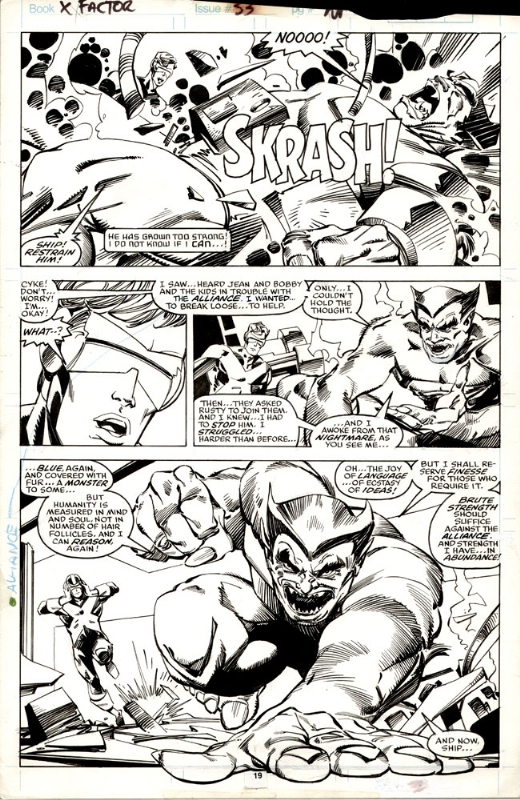 Book X FACTOR
Issue # 33
Pg #
NOOOO!
SKRASH!
SHIP!
RESTRAIN
HIM!
HE HAS GROWN TOO STRONG!
I DO NOT KNOW IF I CAN...!
CYKE!
DON'T...
WORRY!
I'M...
OKAY!
WHAT--?
I SAW...HEARD JEAN AND BOBBY
AND THE KIDS IN TROUBLE WITH
THE ALLIANCE. I WANTED...
TO BREAK LOOSE...TO HELP.
ONLY...I
COULDN'T
HOLD THE
THOUGHT.
THEN...THEY ASKED
RUSTY TO JOIN THEM.
AND I KNEW...I HAD
TO STOP HIM. I
STRUGGLED...
HARDER THAN BEFORE...
...AND I
AWOKE FROM THAT
NIGHTMARE, AS
YOU SEE ME...
...BLUE, AGAIN,
AND COVERED WITH
FUR...A MONSTER
TO SOME...
BUT
HUMANITY IS
MEASURED IN MIND
AND SOUL, NOT IN
NUMBER OF HAIR
FOLLICLES. AND I
CAN REASON,
AGAIN!
OH...THE JOY
OF LANGUAGE
...OF ECSTASY
OF IDEAS!
BUT I SHALL RE-
SERVE FINESSE
FOR THOSE WHO
REQUIRE IT.
BRUTE
STRENGTH
SHOULD
SUFFICE
AGAINST THE
ALLIANCE.
AND STRENGTH
I HAVE...IN
ABUNDANCE!
ALIANCE
AND NOW,
SHIP...
19